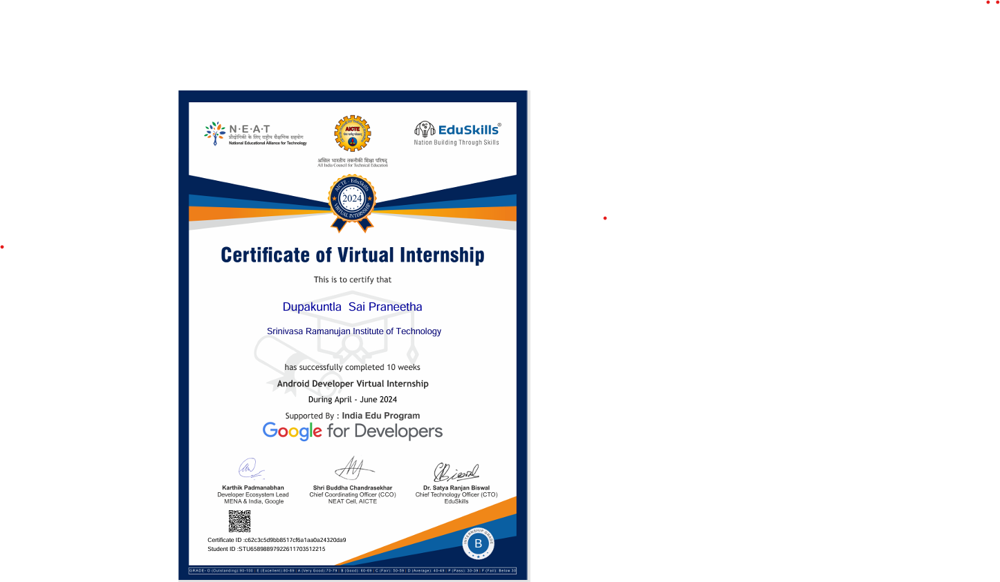 N·E·A·T
प्रौद्योगिकी के लिए राष्ट्रीय शैक्षणिक सहयोग
National Educational Alliance for Technology
AICTE
अखिल भारतीय तकनीकी शिक्षा परिषद्
All India Council for Technical Education
EduSkills®
Nation Building Through Skills
AICTE - EduSkills
2024
VIRTUAL INTERNSHIP
Certificate of Virtual Internship
This is to certify that
Dupakuntla Sai Praneetha
Srinivasa Ramanujan Institute of Technology
has successfully completed 10 weeks
Android Developer Virtual Internship
During April - June 2024
Supported By : India Edu Program
Google for Developers
Karthik Padmanabhan
Developer Ecosystem Lead
MENA & India, Google
Shri Buddha Chandrasekhar
Chief Coordinating Officer (CCO)
NEAT Cell, AICTE
Dr. Satya Ranjan Biswal
Chief Technology Officer (CTO)
EduSkills
Certificate ID :c62c3c5d9bb8517cf6a1aa0a24320da9
Student ID :STU65898897922611703512215
INTERNSHIP GRADE
B
GRADE- O (Outstanding):90-100 | E (Excellent):80-89 | A (Very Good):70-79 | B (Good): 60-69 | C (Fair): 50-59 | D (Average): 40-49 | P (Pass): 30-39 | F (Fail): Below 30